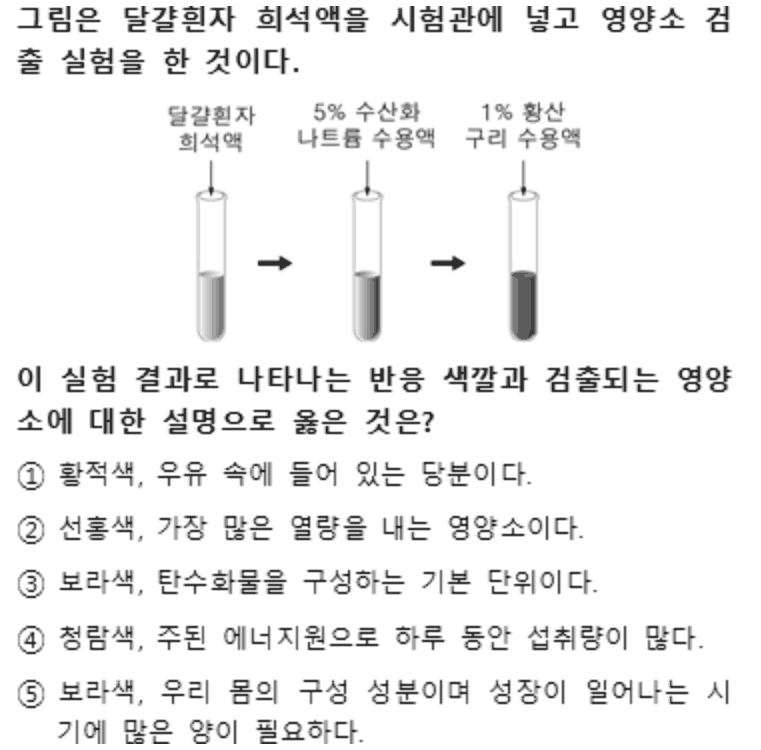 그림은 달걀흰자 희석액을 시험관에 넣고 영양소 검
출 실험을 한 것이다.
달걀흰자
희석액
5% 수산화
나트륨 수용액
1% 황산
구리 수용액
이 실험 결과로 나타나는 반응 색깔과 검출되는 영양
소에 대한 설명으로 옳은 것은?
① 황적색, 우유 속에 들어 있는 당분이다.
② 선홍색, 가장 많은 열량을 내는 영양소이다.
③ 보라색, 탄수화물을 구성하는 기본 단위이다.
④ 청람색, 주된 에너지원으로 하루 동안 섭취량이 많다.
⑤ 보라색, 우리 몸의 구성 성분이며 성장이 일어나는 시
기에 많은 양이 필요하다.